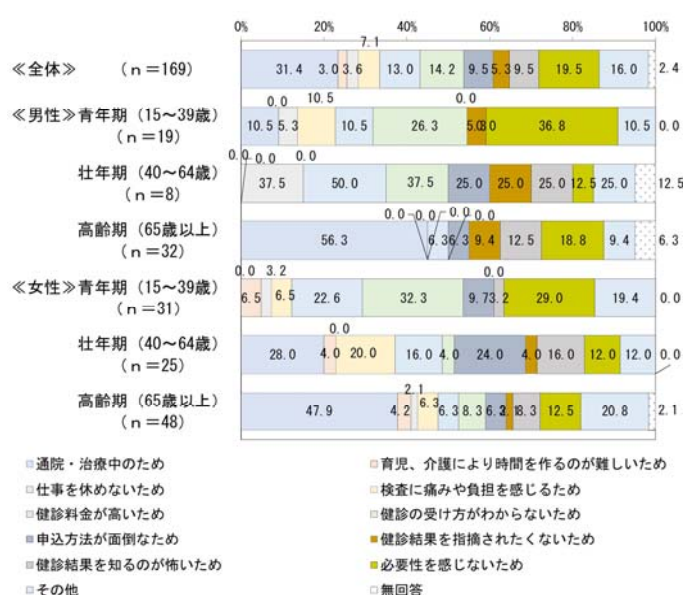 0% 20% 40% 60% 80% 100%
7.1
≪全体≫ (n=169) 31.4 3.0 3.6 13.0 14.2 9.5 5.3 9.5 19.5 16.0 2.4
0.0 10.5 0.0
≪男性≫青年期(15~39歳) 10.5 5.3 10.5 26.3 5.3 0.0 36.8 10.5 0.0
(n=19)
0.0 0.0 0.0
壮年期(40~64歳) 37.5 50.0 37.5 25.0 25.0 25.0 12.5 25.0 12.5
(n=8)
0.0 0.0 0.0 0.0
高齢期(65歳以上) 56.3 6.3 6.3 9.4 12.5 18.8 9.4 6.3
(n=32)
0.0 3.2 0.0
≪女性≫青年期(15~39歳) 6.5 6.5 22.6 32.3 9.7 3.2 29.0 19.4 0.0
(n=31)
0.0
壮年期(40~64歳) 28.0 4.0 20.0 16.0 4.0 24.0 4.0 16.0 12.0 12.0 0.0
(n=25)
2.1
高齢期(65歳以上) 47.9 4.2 6.3 6.3 8.3 6.3 2.1 8.3 12.5 20.8 2.1
(n=48)
通院・治療中のため 育児、介護により時間を作るのが難しいため
仕事を休めないため 検査に痛みや負担を感じるため
健診料金が高いため 健診の受け方がわからないため
申込方法が面倒なため 健診結果を指摘されたくないため
健診結果を知るのが怖いため 必要性を感じないため
その他 無回答